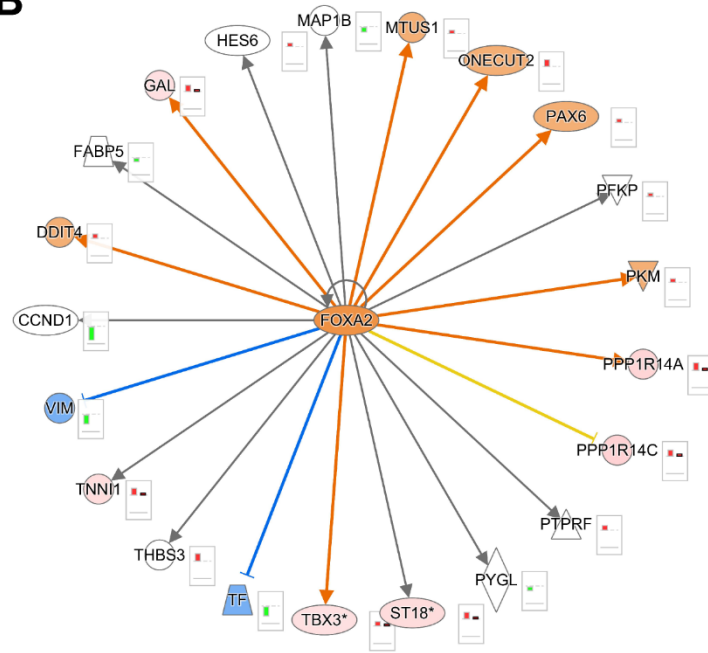 B
MAP1B
MTUS1
HES6
ONECUT2
GAL
PAX6
FABP5
PFKP
DDIT4
PKM
CCND1
FOXA2
PPP1R14A
VIM
PPP1R14C
TNNI1
PTPRF
THBS3
PYGL
TF
TBX3*
ST18*